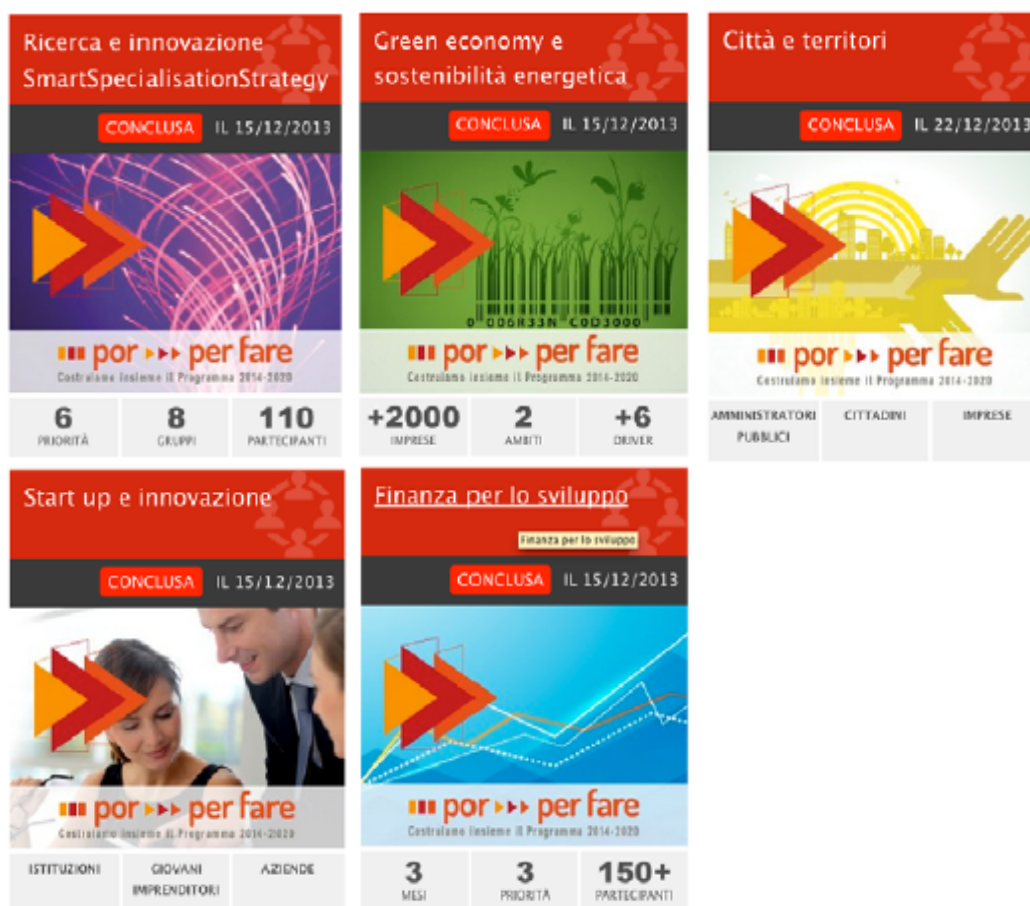 Ricerca e innovazione
SmartSpecialisationStrategy
CONCLUSA IL 15/12/2013
por per fare
Costruiamo insieme il Programma 2014-2020
6 8 110
PRIORITÀ GRUPPI PARTECIPANTI
Green economy e
sostenibilità energetica
CONCLUSA IL 15/12/2013
0 006R33N C0D3000
por per fare
Costruiamo insieme il Programma 2014-2020
+2000 2 +6
IMPRESE AMBITI DRIVER
Città e territori
CONCLUSA IL 22/12/2013
por per fare
Costruiamo insieme il Programma 2014-2020
AMMINISTRATORI CITTADINI IMPRESE
PUBBLICI
Start up e innovazione
CONCLUSA IL 15/12/2013
por per fare
Costruiamo insieme il Programma 2014-2020
ISTITUZIONI GIOVANI AZIENDE
IMPRENDITORI
Finanza per lo sviluppo
Finanza per lo sviluppo
CONCLUSA IL 15/12/2013
por per fare
Costruiamo insieme il Programma 2014-2020
3 3 150+
MESI PRIORITÀ PARTECIPANTI